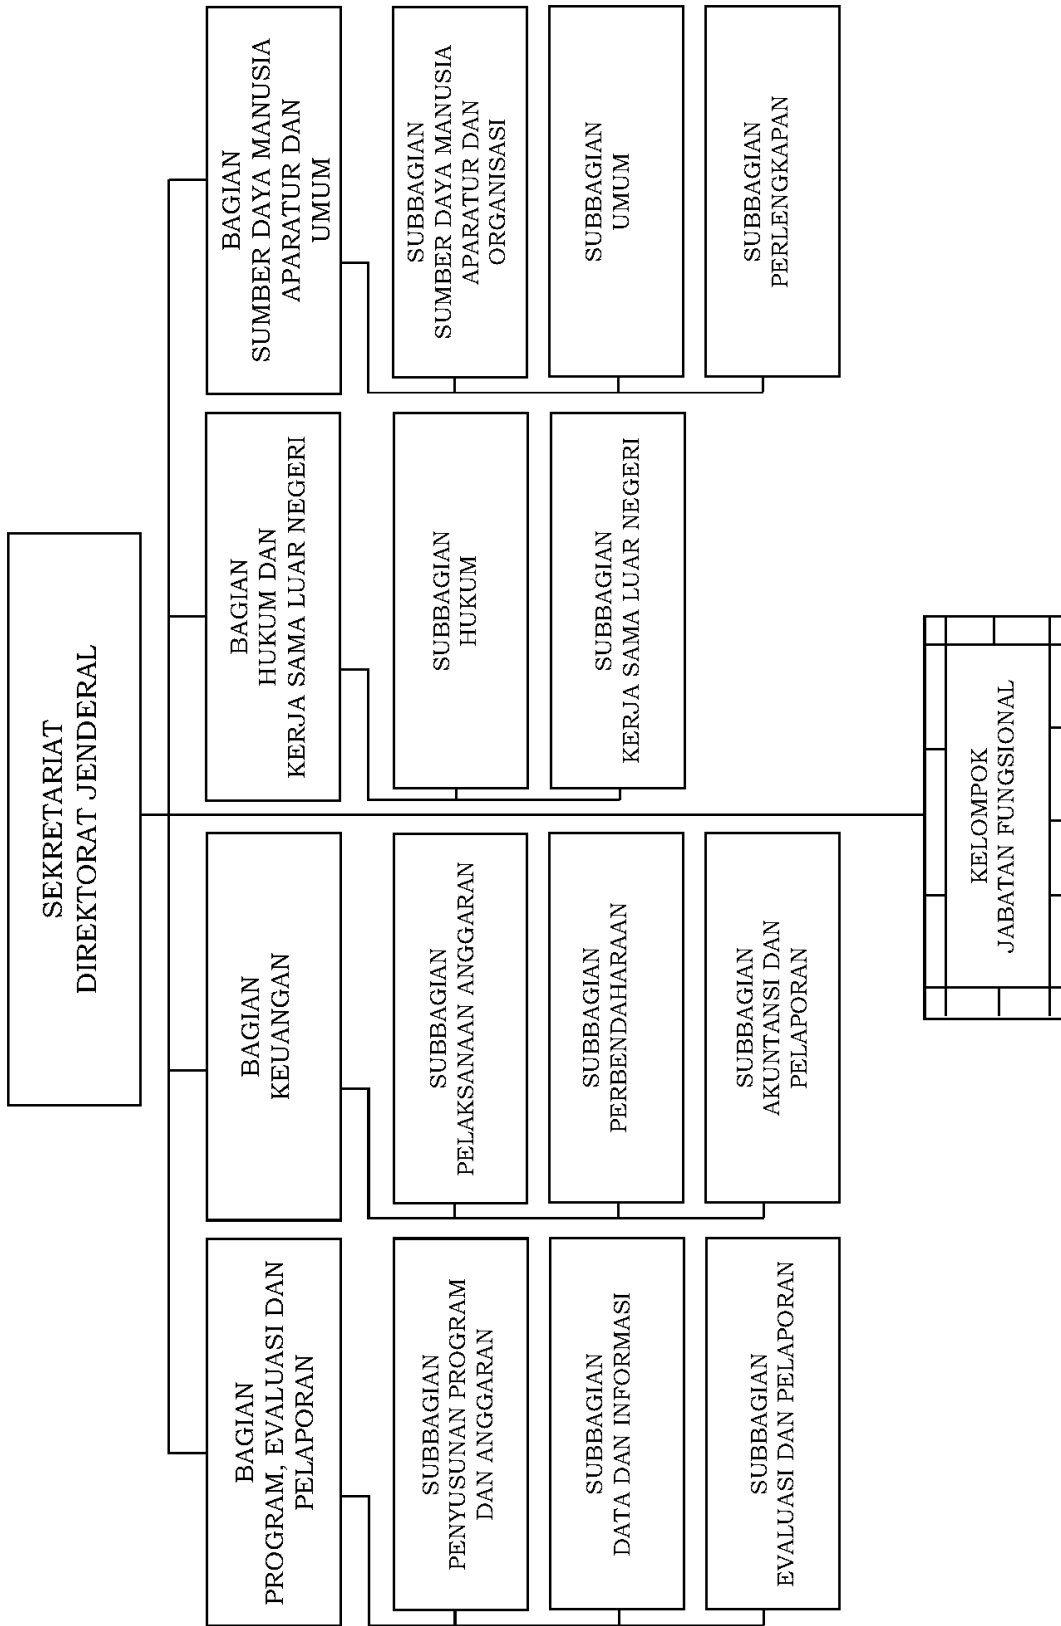 SEKRETARIAT
DIREKTORAT JENDERAL
BAGIAN
PROGRAM, EVALUASI DAN
PELAPORAN
BAGIAN
KEUANGAN
BAGIAN
HUKUM DAN
KERJA SAMA LUAR NEGERI
BAGIAN
SUMBER DAYA MANUSIA
APARATUR DAN
UMUM
SUBBAGIAN
PENYUSUNAN PROGRAM
DAN ANGGARAN
SUBBAGIAN
PELAKSANAAN ANGGARAN
SUBBAGIAN
HUKUM
SUBBAGIAN
SUMBER DAYA MANUSIA
APARATUR DAN
ORGANISASI
SUBBAGIAN
DATA DAN INFORMASI
SUBBAGIAN
PERBENDAHARAAN
SUBBAGIAN
KERJA SAMA LUAR NEGERI
SUBBAGIAN
UMUM
SUBBAGIAN
EVALUASI DAN PELAPORAN
SUBBAGIAN
AKUNTANSI DAN
PELAPORAN
SUBBAGIAN
PERLENGKAPAN
KELOMPOK
JABATAN FUNGSIONAL